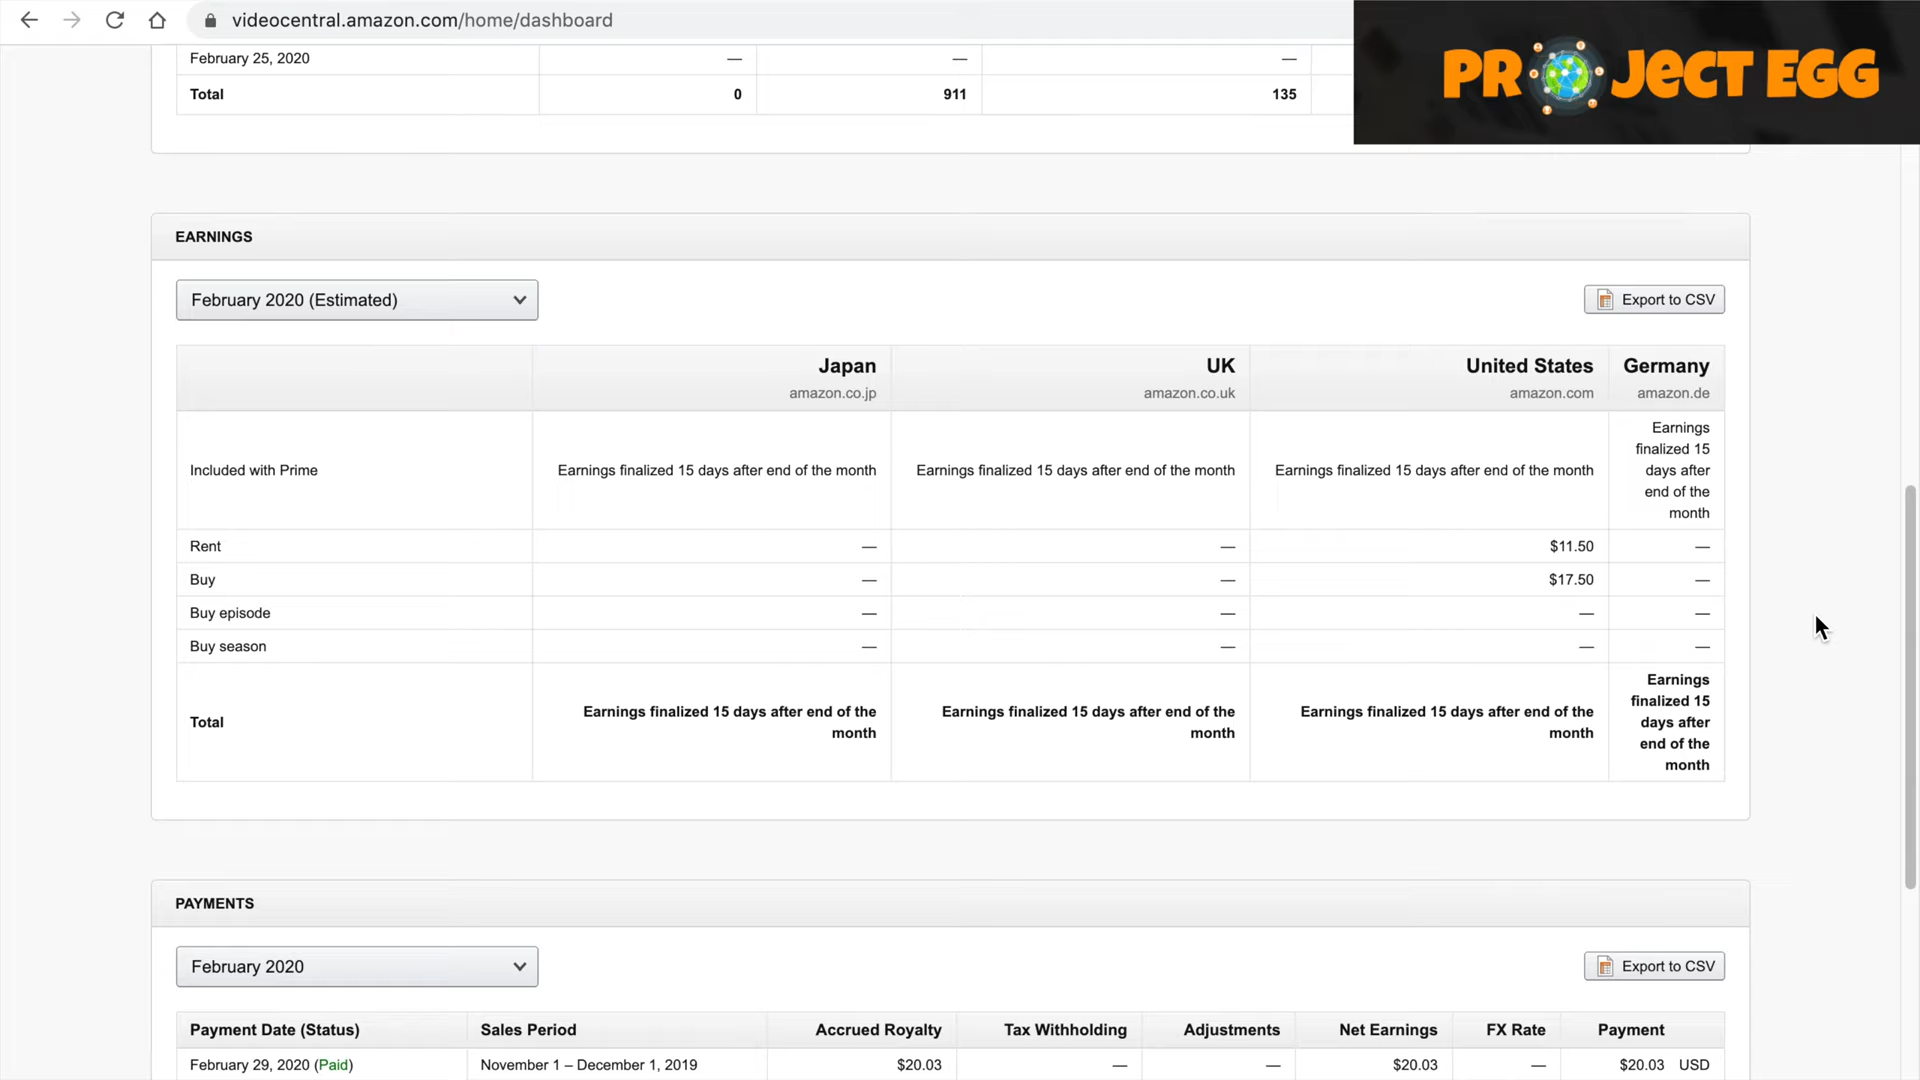 videocentral.amazon.com/home/dashboard
PROJECT EGG
February 25, 2020 — — —
Total 0 911 135
EARNINGS
February 2020 (Estimated)
Export to CSV
Japan UK United States Germany
amazon.co.jp amazon.co.uk amazon.com amazon.de
Included with Prime Earnings finalized 15 days after end of the month Earnings finalized 15 days after end of the month Earnings finalized 15 days after end of the month
Earnings
finalized 15
days after
end of the
month
Rent — — $11.50 —
Buy — — $17.50 —
Buy episode — — — —
Buy season — — — —
Total
Earnings finalized 15 days after end of the
month
Earnings finalized 15 days after end of the
month
Earnings finalized 15 days after end of the
month
Earnings
finalized 15
days after
end of the
month
PAYMENTS
February 2020
Export to CSV
Payment Date (Status) Sales Period Accrued Royalty Tax Withholding Adjustments Net Earnings FX Rate Payment
February 29, 2020 (Paid) November 1 – December 1, 2019 $20.03 — — $20.03 — $20.03 USD